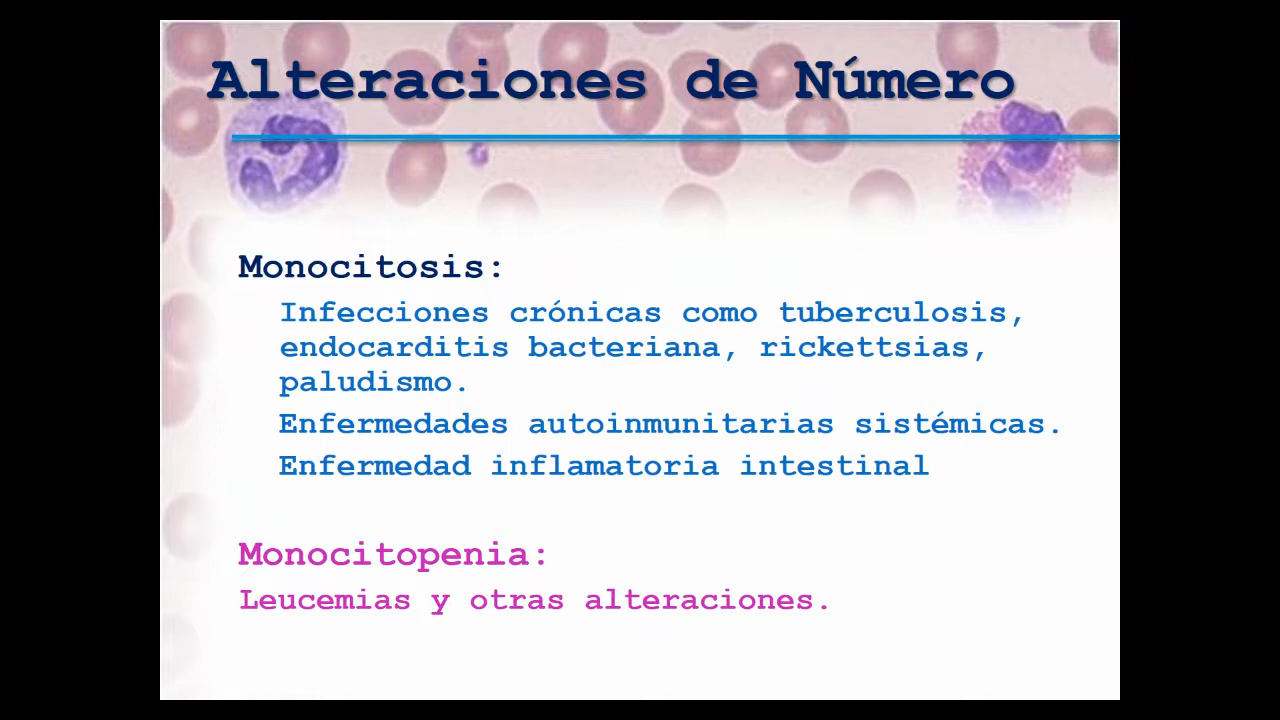 Alteraciones de Número
Monocitosis:
Infecciones crónicas como tuberculosis,
endocarditis bacteriana, rickettsias,
paludismo.
Enfermedades autoinmunitarias sistémicas.
Enfermedad inflamatoria intestinal
Monocitopenia:
Leucemias y otras alteraciones.